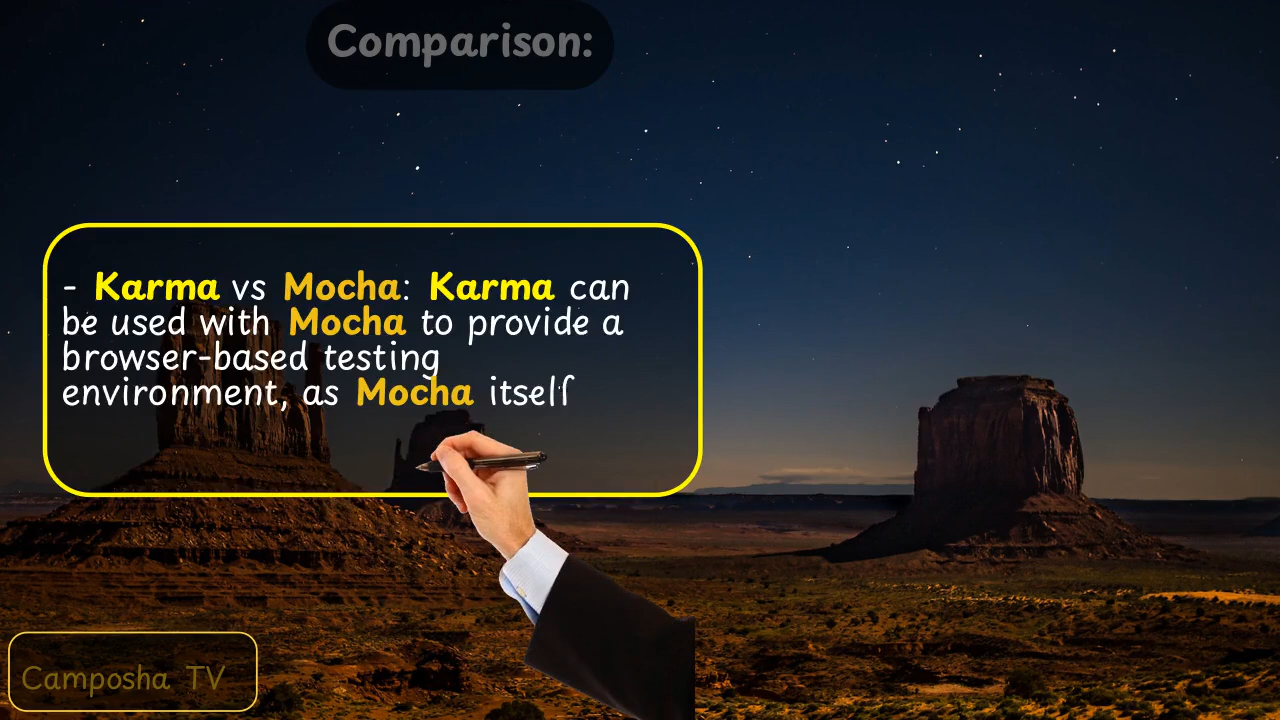 Comparison:
- Karma vs Mocha: Karma can
be used with Mocha to provide a
browser-based testing
environment, as Mocha itself
Camposha TV